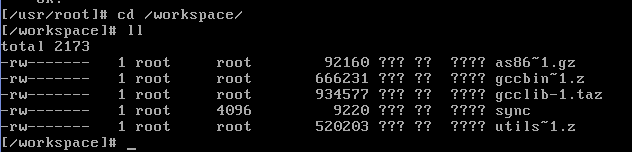 [/usr/root]# cd /workspace/
[/workspace]# ll
total 2173
-rw------- 1 root root 92160 ??? ?? ???? as86~1.gz
-rw------- 1 root root 666231 ??? ?? ???? gccbin~1.z
-rw------- 1 root root 934577 ??? ?? ???? gcclib-1.taz
-rw------- 1 root 4096 9220 ??? ?? ???? sync
-rw------- 1 root root 520203 ??? ?? ???? utils~1.z
[/workspace]# _